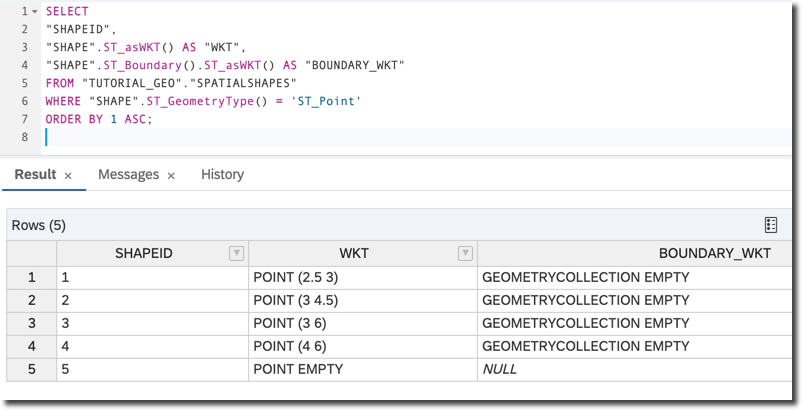 1 SELECT
2 "SHAPEID",
3 "SHAPE".ST_asWKT() AS "WKT",
4 "SHAPE".ST_Boundary().ST_asWKT() AS "BOUNDARY_WKT"
5 FROM "TUTORIAL_GEO"."SPATIALSHAPES"
6 WHERE "SHAPE".ST_GeometryType() = 'ST_Point'
7 ORDER BY 1 ASC;
8
Result × Messages × History
Rows (5)
SHAPEID WKT BOUNDARY_WKT
1 1 POINT (2.5 3) GEOMETRYCOLLECTION EMPTY
2 2 POINT (3 4.5) GEOMETRYCOLLECTION EMPTY
3 3 POINT (3 6) GEOMETRYCOLLECTION EMPTY
4 4 POINT (4 6) GEOMETRYCOLLECTION EMPTY
5 5 POINT EMPTY NULL